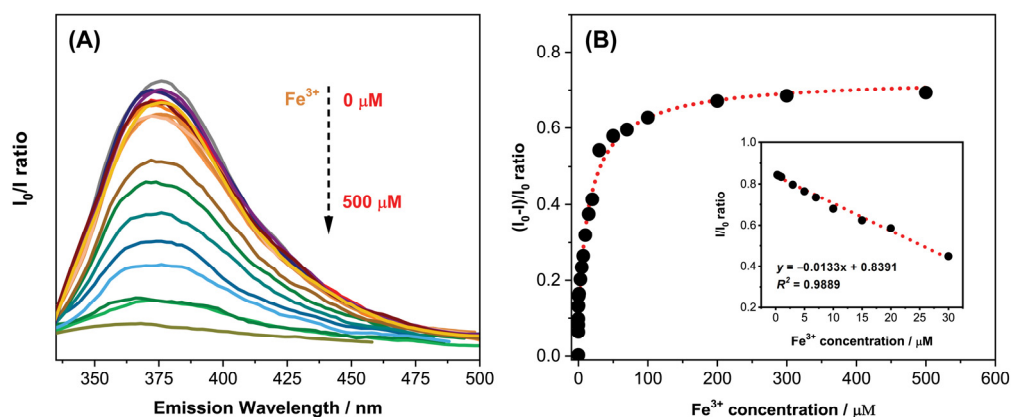 (A)
Fe³⁺
0 μM
500 μM
I₀/I ratio
350 375 400 425 450 475 500
Emission Wavelength / nm
(B)
0.8
0.6
0.4
0.2
0.0
(I₀-I)/I₀ ratio
0 100 200 300 400 500 600
Fe³⁺ concentration / μM
1.0
0.8
0.6
0.4
0.2
I/I₀ ratio
y = −0.0133x + 0.8391
R² = 0.9889
0 5 10 15 20 25 30
Fe³⁺ concentration / μM